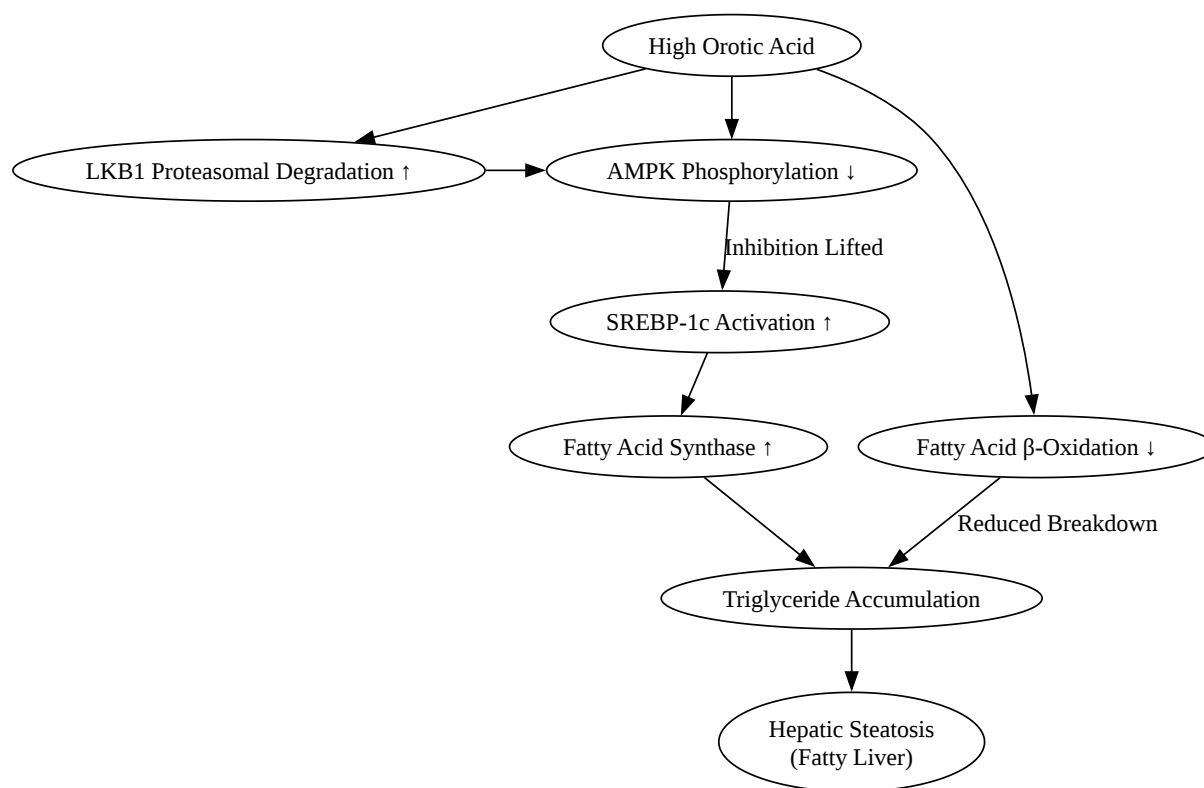 High Orotic Acid
LKB1 Proteasomal Degradation ↑
AMPK Phosphorylation ↓
Inhibition Lifted
SREBP-1c Activation ↑
Fatty Acid Synthase ↑
Fatty Acid β-Oxidation ↓
Reduced Breakdown
Triglyceride Accumulation
Hepatic Steatosis
(Fatty Liver)